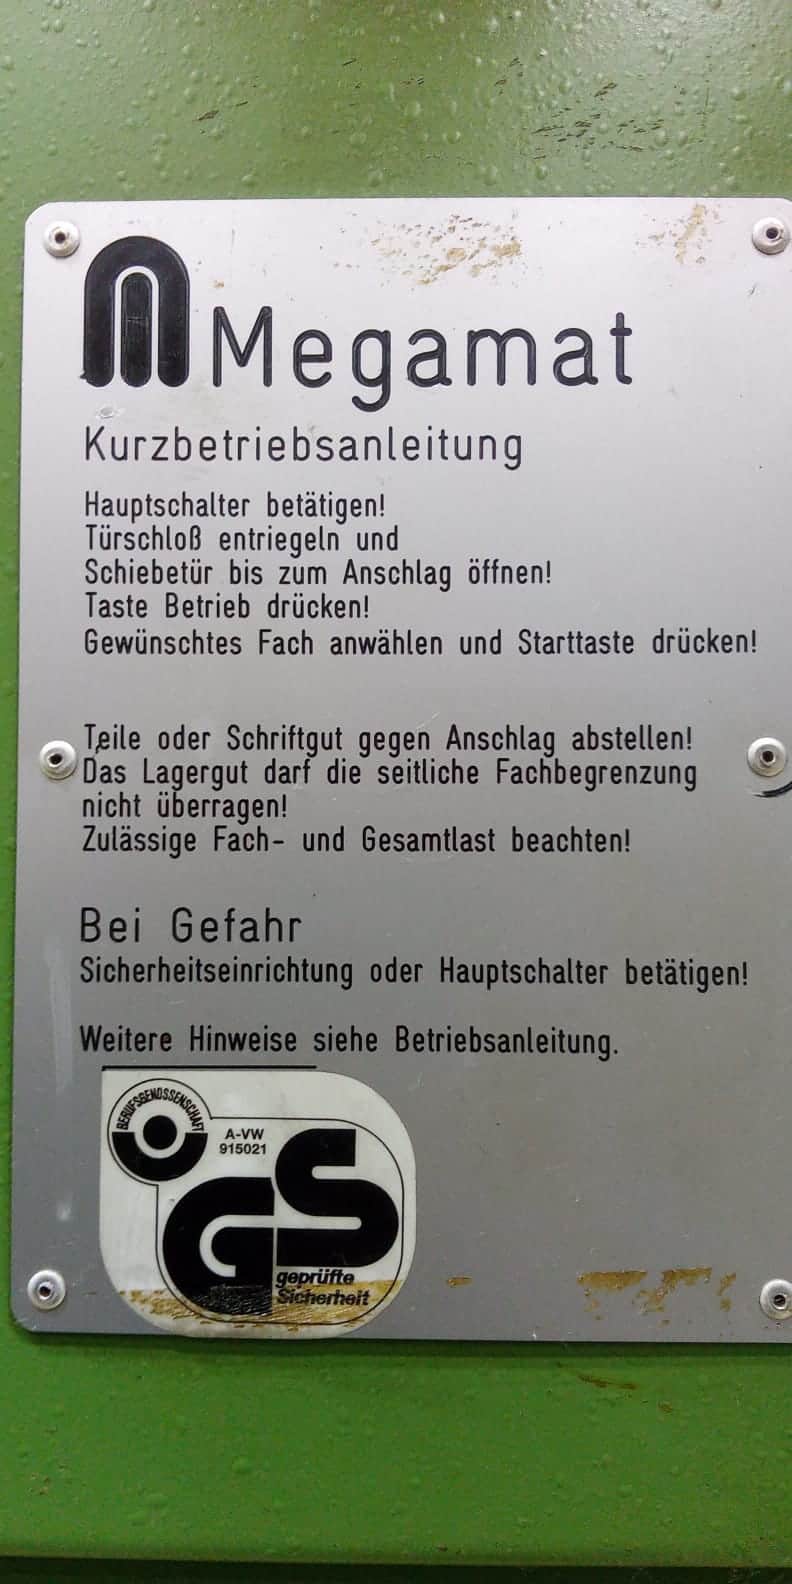 Megamat
Kurzbetriebsanleitung
Hauptschalter betätigen!
Türschloß entriegeln und
Schiebetür bis zum Anschlag öffnen!
Taste Betrieb drücken!
Gewünschtes Fach anwählen und Starttaste drücken!
Teile oder Schriftgut gegen Anschlag abstellen!
Das Lagergut darf die seitliche Fachbegrenzung
nicht überragen!
Zulässige Fach- und Gesamtlast beachten!
Bei Gefahr
Sicherheitseinrichtung oder Hauptschalter betätigen!
Weitere Hinweise siehe Betriebsanleitung.
BERUFSGENOSSENSCHAFT
A-VW
915021
GS
geprüfte
Sicherheit